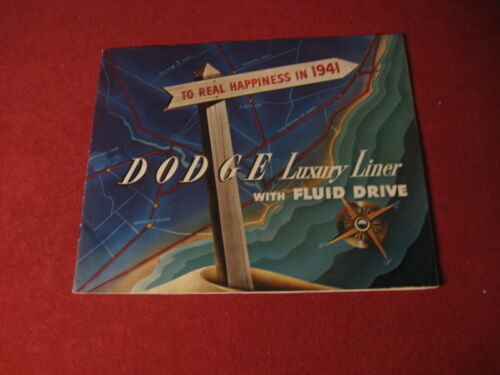 TO REAL HAPPINESS IN 1941
DODGE Luxury Liner
WITH FLUID DRIVE